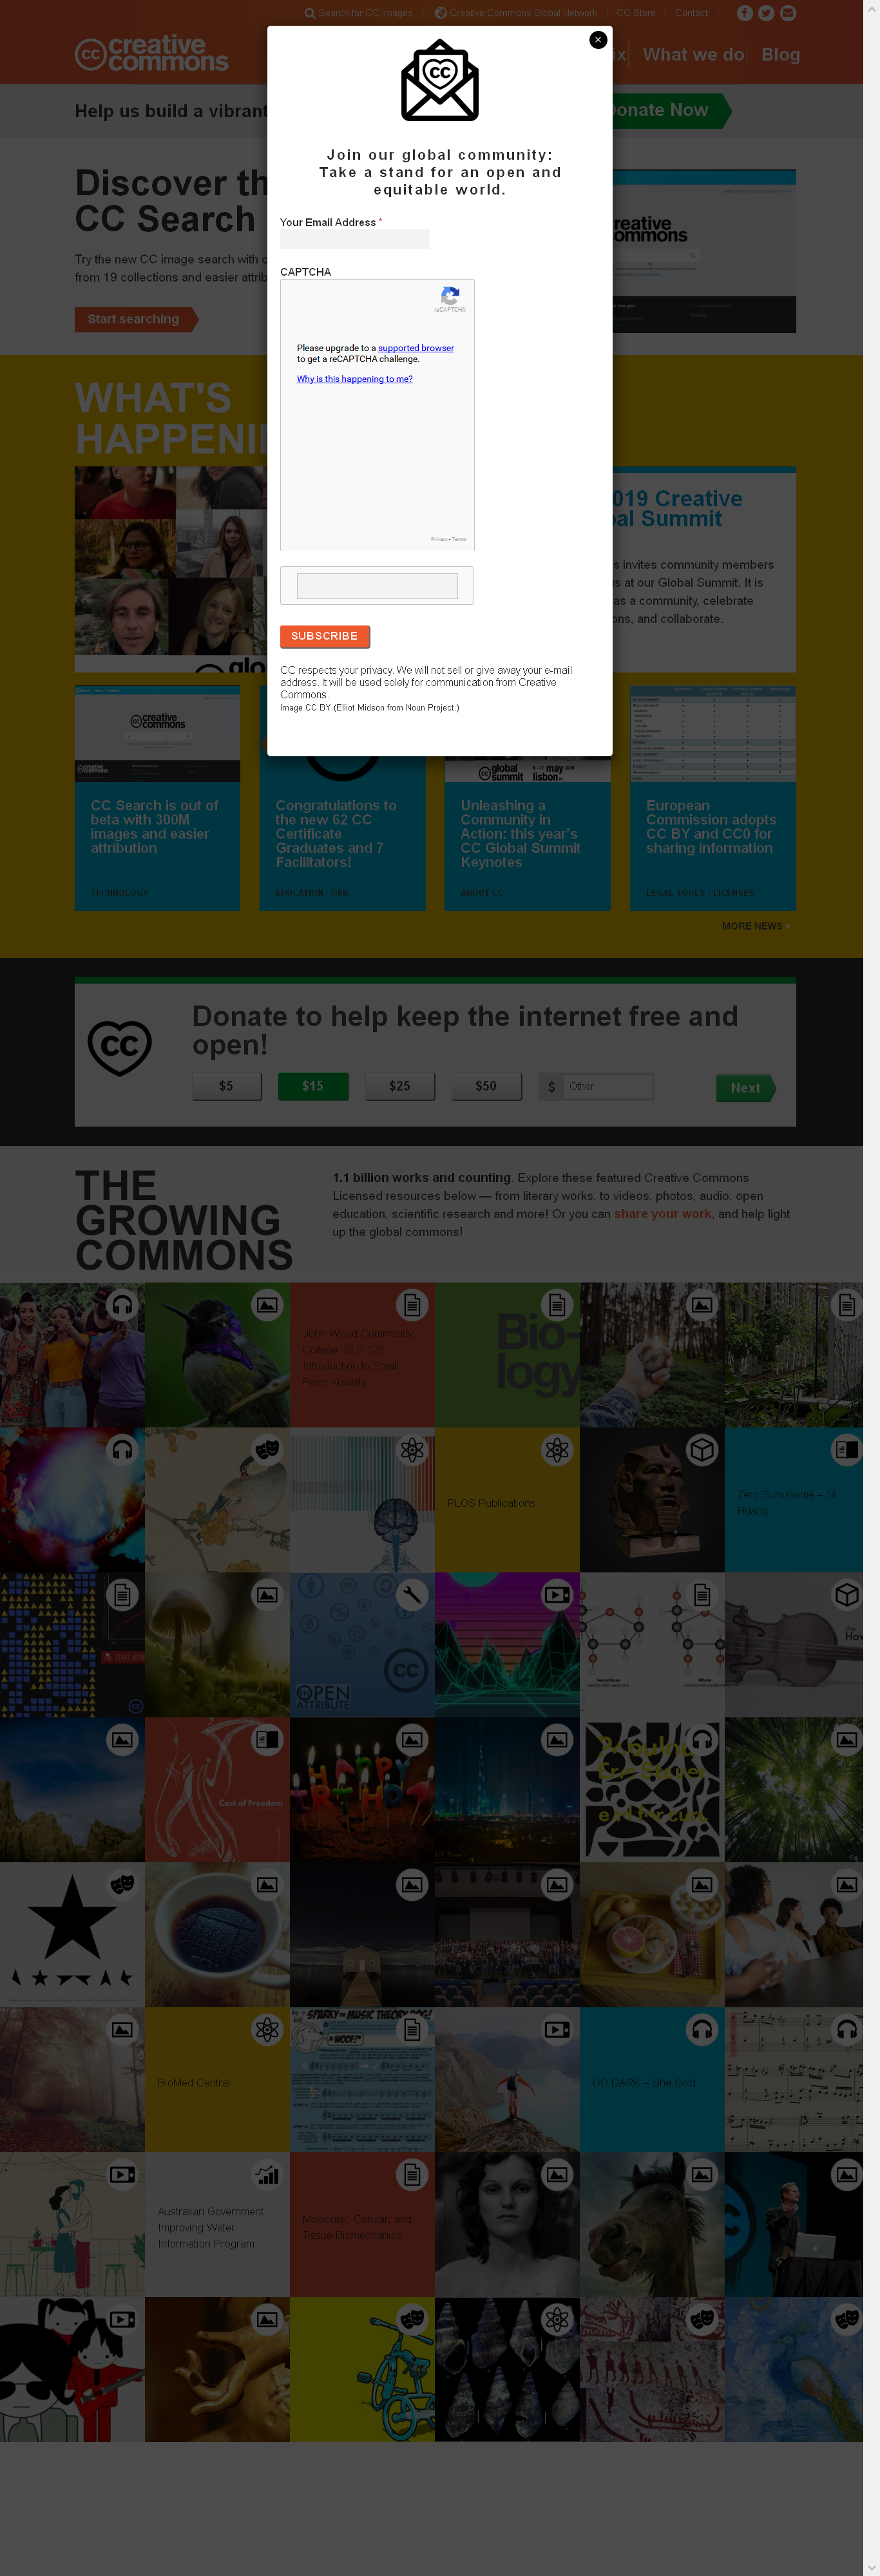 Search for CC images
Creative Commons Global Network
CC Store
Contact
creative
commons
What we do
Blog
Help us build a vibrant
Donate Now
Discover th
CC Search
Try the new CC image search with
from 19 collections and easier attrib
Start searching
WHAT'S
HAPPENI
Join our global community:
Take a stand for an open and
equitable world.
Your Email Address *
CAPTCHA
reCAPTCHA
Please upgrade to a supported browser
to get a reCAPTCHA challenge.
Why is this happening to me?
Privacy - Terms
SUBSCRIBE
CC respects your privacy. We will not sell or give away your e-mail
address. It will be used solely for communication from Creative
Commons.
Image CC BY (Elliot Midson from Noun Project.)
019 Creative
al Summit
s invites community members
us at our Global Summit. It is
as a community, celebrate
ons, and collaborate.
CC Search is out of
beta with 300M
images and easier
attribution
TECHNOLOGY
Congratulations to
the new 62 CC
Certificate
Graduates and 7
Facilitators!
EDUCATION / OER
global
summit
may
2019
lisbon
Unleashing a
Community in
Action: this year's
CC Global Summit
Keynotes
ABOUT CC
European
Commission adopts
CC BY and CC0 for
sharing information
LEGAL TOOLS
LICENSES
MORE NEWS
Donate to help keep the internet free and
open!
$5
$15
$25
$50
$
Other
Next
THE
GROWING
COMMONS
1.1 billion works and counting. Explore these featured Creative Commons
Licensed resources below — from literary works, to videos, photos, audio, open
education, scientific research and more! Or you can share your work, and help light
up the global commons!
John Wood Community
College: SLF 120
Introduction to Small
Farm Viability
Bio-
logy
PLOS Publications
Zero Sum Game – SL
Huang
OPEN
ATTRIBUTE
Cost of Freedom
HAPPY
BioMed Central
SPARKY THE MUSIC THEORY DOG!
WOOF!
GO DARK – She Gold
Australian Government
Improving Water
Information Program
Molecular, Cellular, and
Tissue Biomechanics